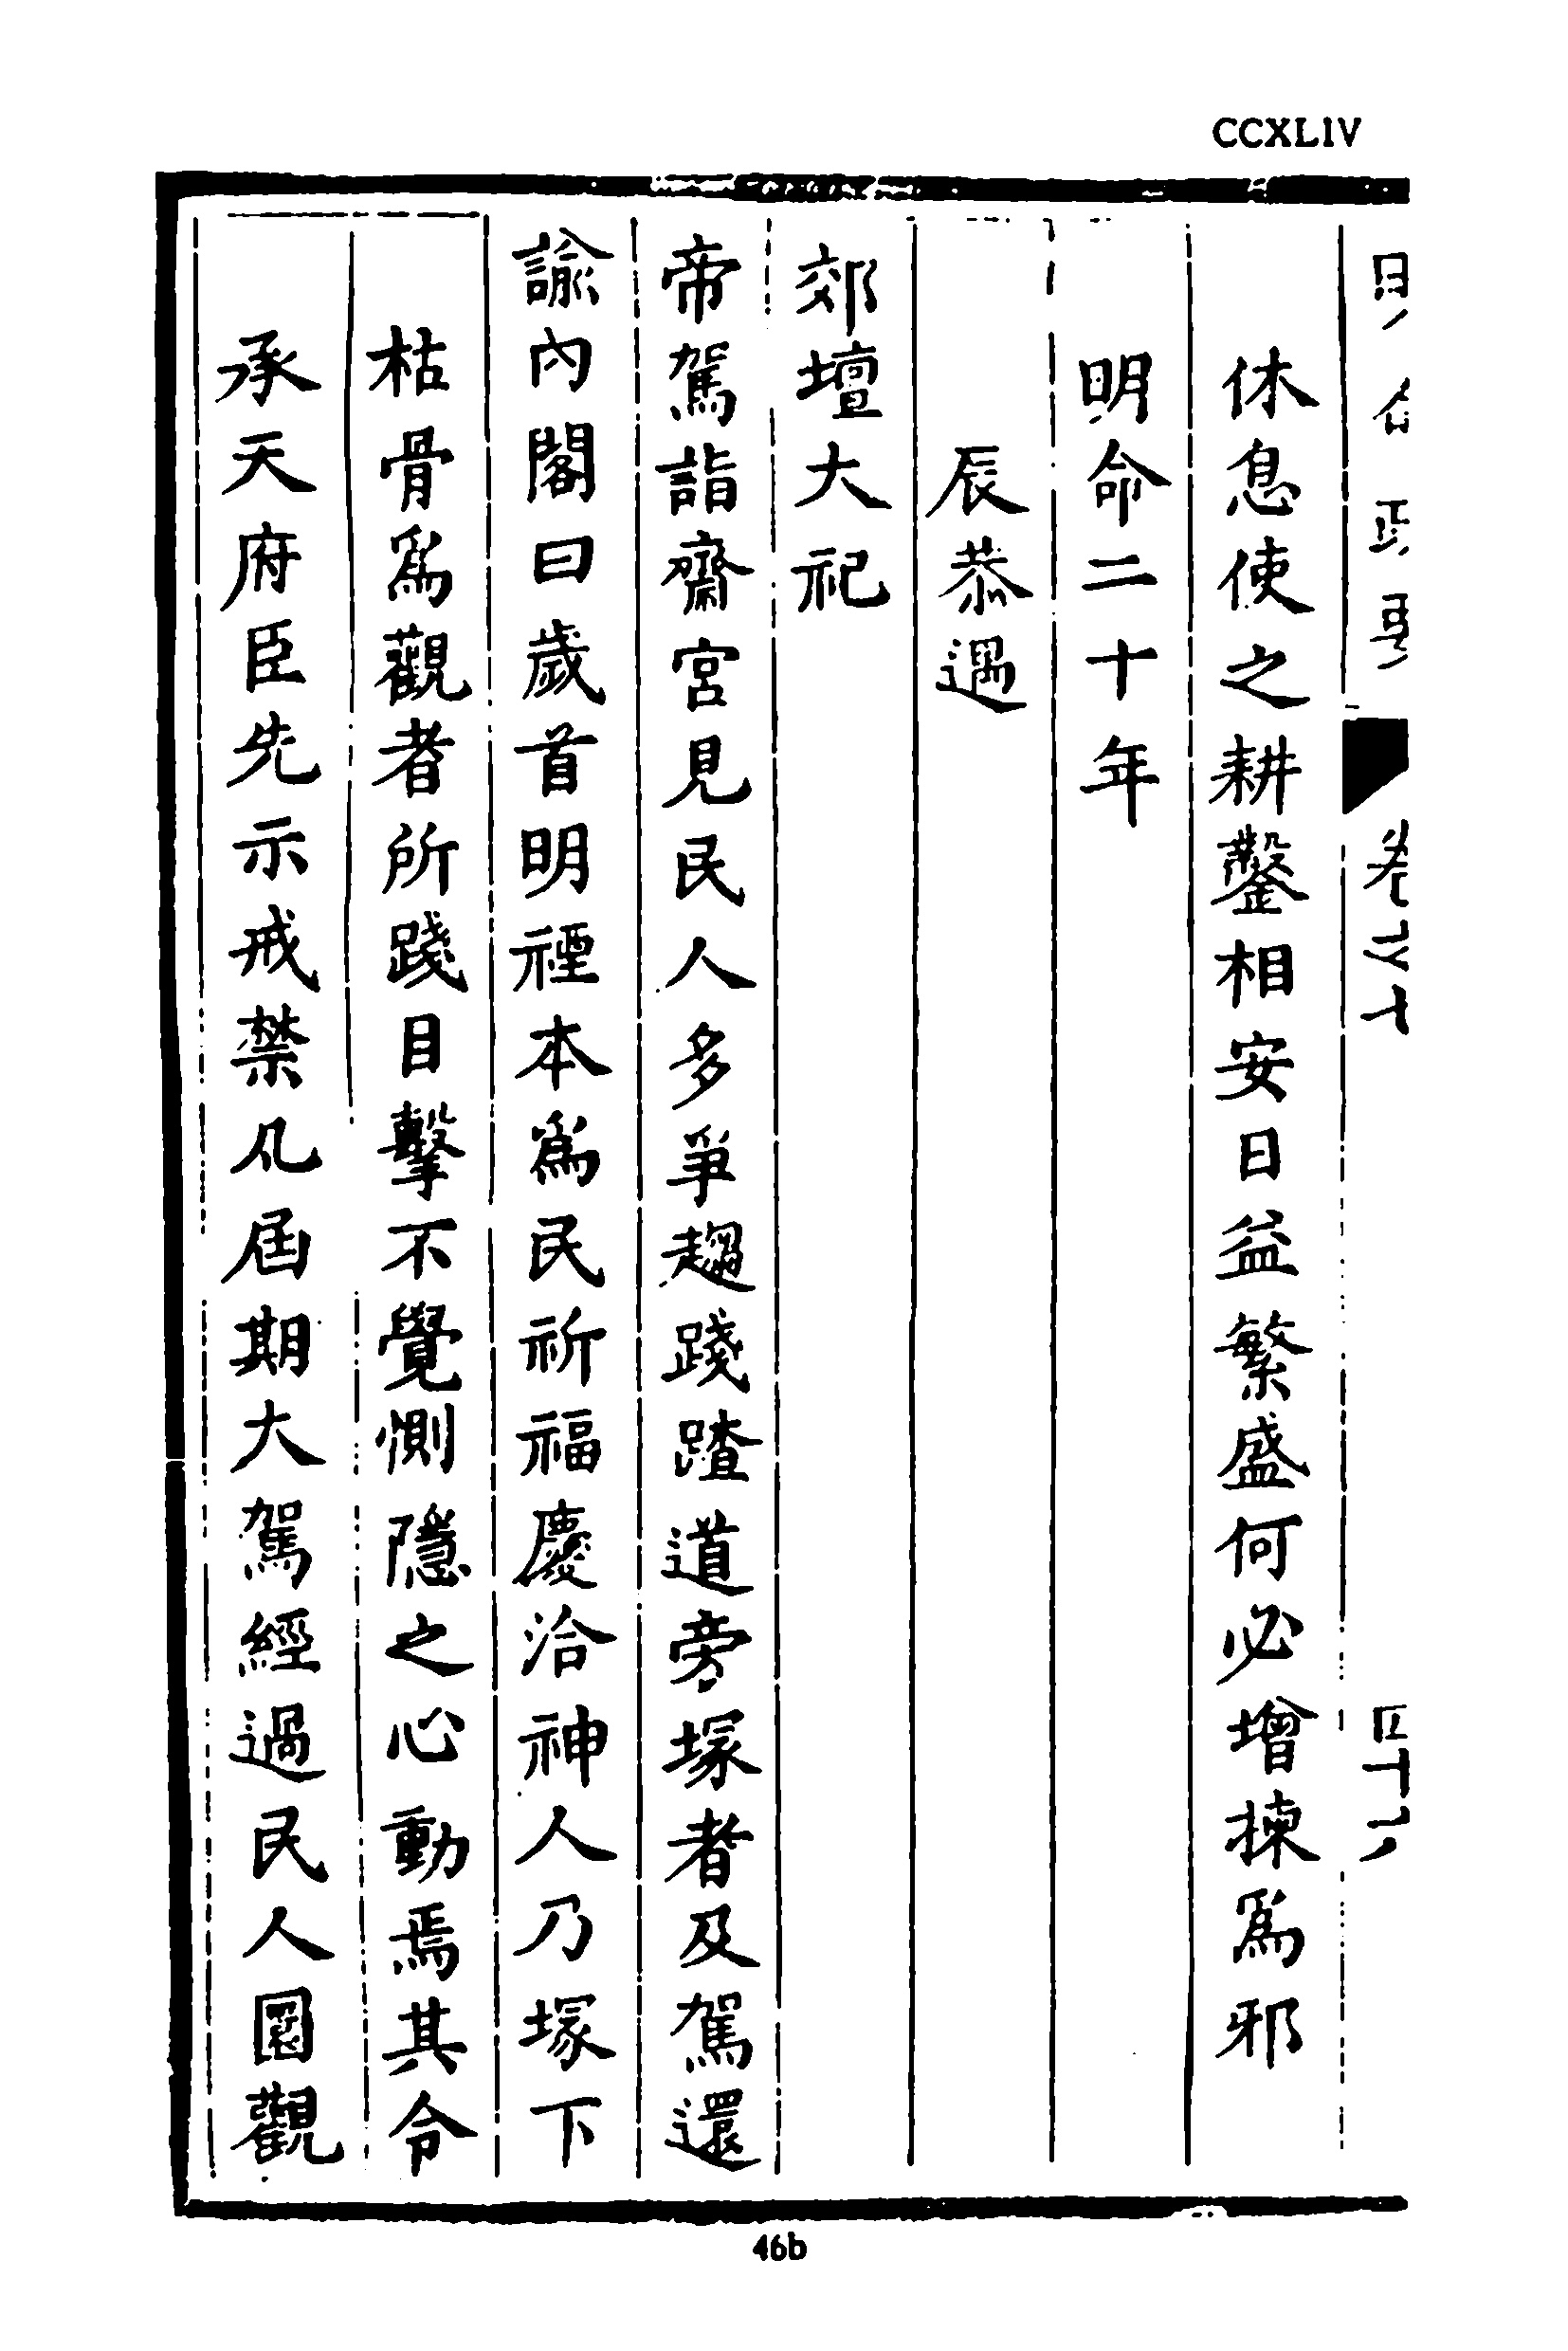 CCXLIV
休息使之耕鑿相安日益繁盛何必增揀爲邪
明命二十年
辰恭遇
郊壇大祀
帝駕詣齋宮見民人多爭趨踐踏道旁塚者及駕還
諭內閣曰歲首明禋本爲民祈福慶洽神人乃塚下
枯骨爲觀者所踐目擊不覺惻隱之心動焉其令
承天府臣先示戒禁凡屆期大駕經過民人園觀
46b